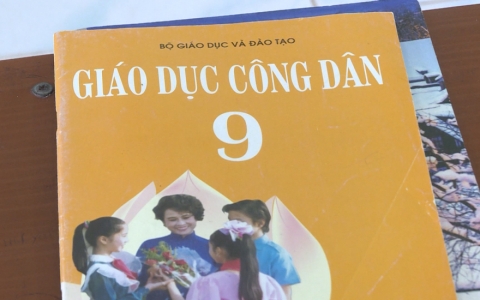 BỘ GIÁO DỤC VÀ ĐÀO TẠO
GIÁO DỤC CÔNG DÂN
9